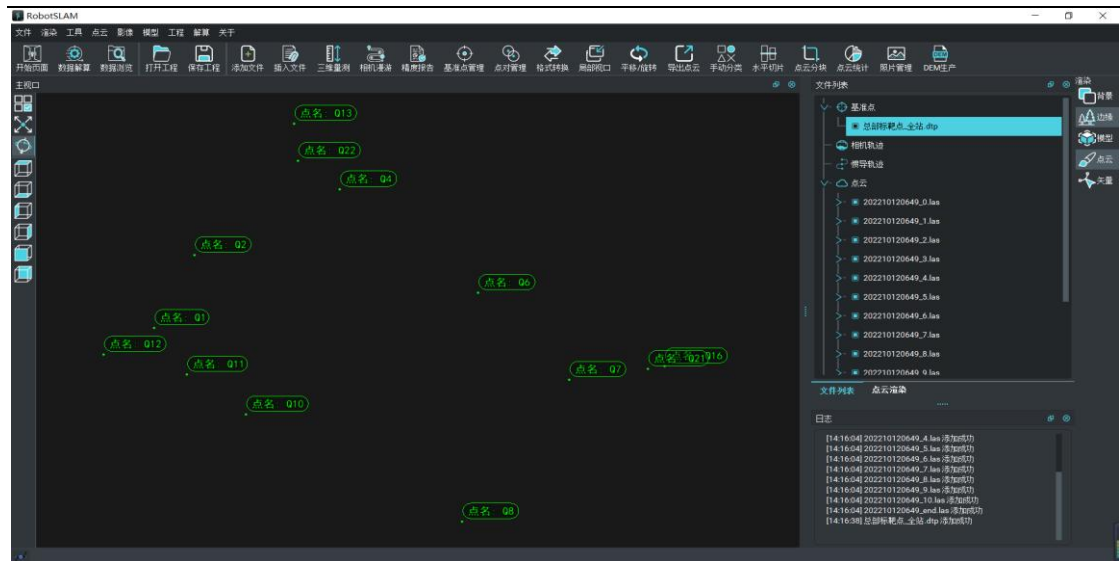 RobotSLAM
文件 渲染 工具 点云 影像 模型 工程 解算 关于
开始页面 数据解算 数据浏览 打开工程 保存工程 添加文件 插入文件 三维量测 相机漫游 精度报告 基准点管理 点对管理 格式转换 局部视口 平移/旋转 导出点云 手动分类 水平切片 点云分块 点云统计 照片管理 DEM生产
主视口
点名: Q13
点名: Q22
点名: Q4
点名: Q2
点名: Q6
点名: Q1
点名: Q12
点名: Q11
点名: Q21
Q16
点名: Q7
点名: Q10
点名: Q8
文件列表
基准点
总部标靶点_全站.dtp
相机轨迹
惯导轨迹
点云
202210120649_0.las
202210120649_1.las
202210120649_2.las
202210120649_3.las
202210120649_4.las
202210120649_5.las
202210120649_6.las
202210120649_7.las
202210120649_8.las
202210120649_9.las
文件列表 点云渲染
日志
[14:16:04] 202210120649_4.las 添加成功
[14:16:04] 202210120649_5.las 添加成功
[14:16:04] 202210120649_6.las 添加成功
[14:16:04] 202210120649_7.las 添加成功
[14:16:04] 202210120649_8.las 添加成功
[14:16:04] 202210120649_9.las 添加成功
[14:16:04] 202210120649_10.las 添加成功
[14:16:04] 202210120649_end.las 添加成功
[14:16:38] 总部标靶点_全站.dtp 添加成功
渲染
背景
边缘
模型
点云
矢量